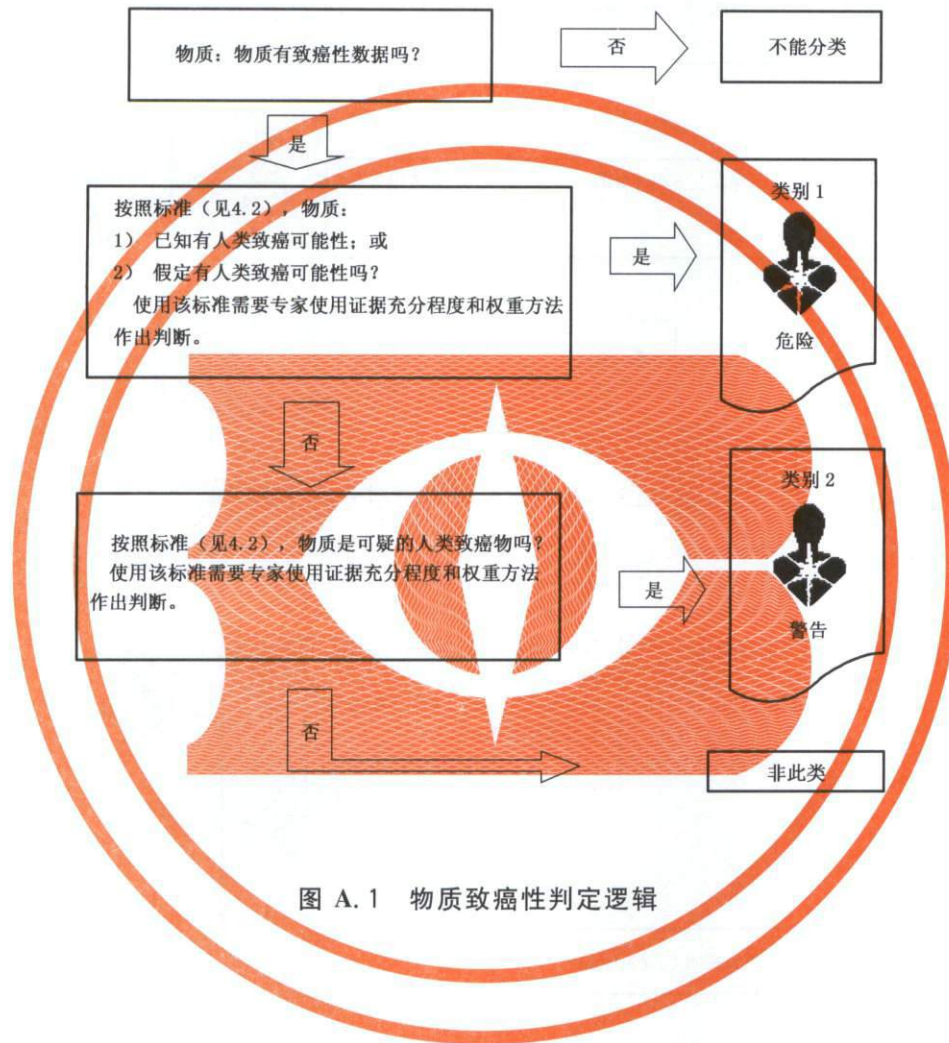 物质：物质有致癌性数据吗？
否
不能分类
是
按照标准（见4.2），物质：
1） 已知有人类致癌可能性；或
2） 假定有人类致癌可能性吗？
使用该标准需要专家使用证据充分程度和权重方法
作出判断。
是
类别 1
危险
否
按照标准（见4.2），物质是可疑的人类致癌物吗？
使用该标准需要专家使用证据充分程度和权重方法
作出判断。
是
类别 2
警告
否
非此类
图 A.1 物质致癌性判定逻辑